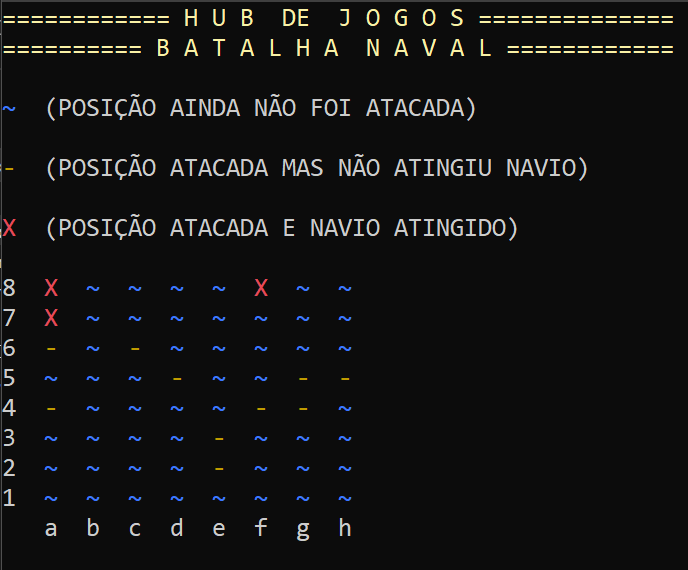 ============ H U B  DE  J O G O S ==============
============ B A T A L H A  N A V A L ============
~  (POSIÇÃO AINDA NÃO FOI ATACADA)
-  (POSIÇÃO ATACADA MAS NÃO ATINGIU NAVIO)
X  (POSIÇÃO ATACADA E NAVIO ATINGIDO)
8  X  ~  ~  ~  ~  X  ~  ~
7  X  ~  ~  ~  ~  ~  ~  ~
6  -  ~  -  ~  ~  ~  ~  ~
5  ~  ~  ~  -  ~  ~  -  -
4  -  ~  ~  ~  ~  -  -  ~
3  ~  ~  ~  ~  -  ~  ~  ~
2  ~  ~  ~  ~  -  ~  ~  ~
1  ~  ~  ~  ~  ~  ~  ~  ~
a  b  c  d  e  f  g  h